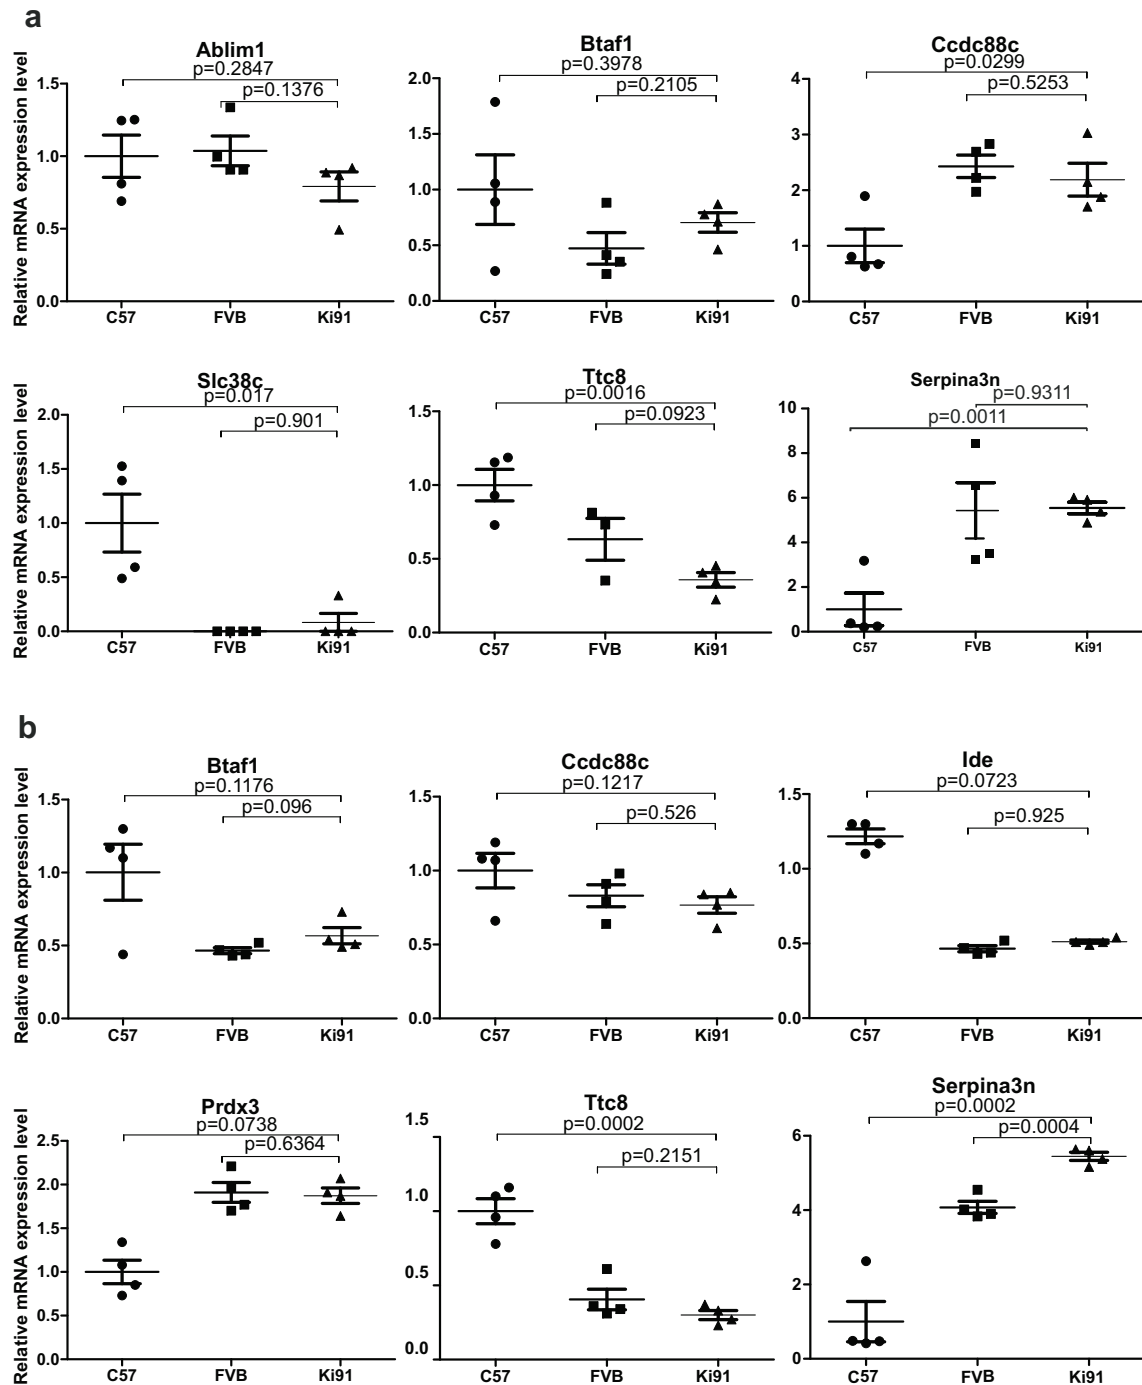 a
Ablim1
p=0.2847
p=0.1376
Relative mRNA expression level
1.5
1.0
0.5
0.0
C57
FVB
Ki91
Btaf1
p=0.3978
p=0.2105
2.0
1.5
1.0
0.5
0.0
C57
FVB
Ki91
Ccdc88c
p=0.0299
p=0.5253
4
3
2
1
0
C57
FVB
Ki91
Slc38c
p=0.017
p=0.901
Relative mRNA expression level
2.0
1.5
1.0
0.5
0.0
C57
FVB
Ki91
Ttc8
p=0.0016
p=0.0923
1.5
1.0
0.5
0.0
C57
FVB
Ki91
Serpina3n
p=0.9311
p=0.0011
10
8
6
4
2
0
C57
FVB
Ki91
b
Btaf1
p=0.1176
p=0.096
Relative mRNA expression level
1.5
1.0
0.5
0.0
C57
FVB
Ki91
Ccdc88c
p=0.1217
p=0.526
1.5
1.0
0.5
0.0
C57
FVB
Ki91
Ide
p=0.0723
p=0.925
1.5
1.0
0.5
0.0
C57
FVB
Ki91
Prdx3
p=0.0738
p=0.6364
Relative mRNA expression level
2.5
2.0
1.5
1.0
0.5
0.0
C57
FVB
Ki91
Ttc8
p=0.0002
p=0.2151
1.5
1.0
0.5
0.0
C57
FVB
Ki91
Serpina3n
p=0.0002
p=0.0004
6
4
2
0
C57
FVB
Ki91